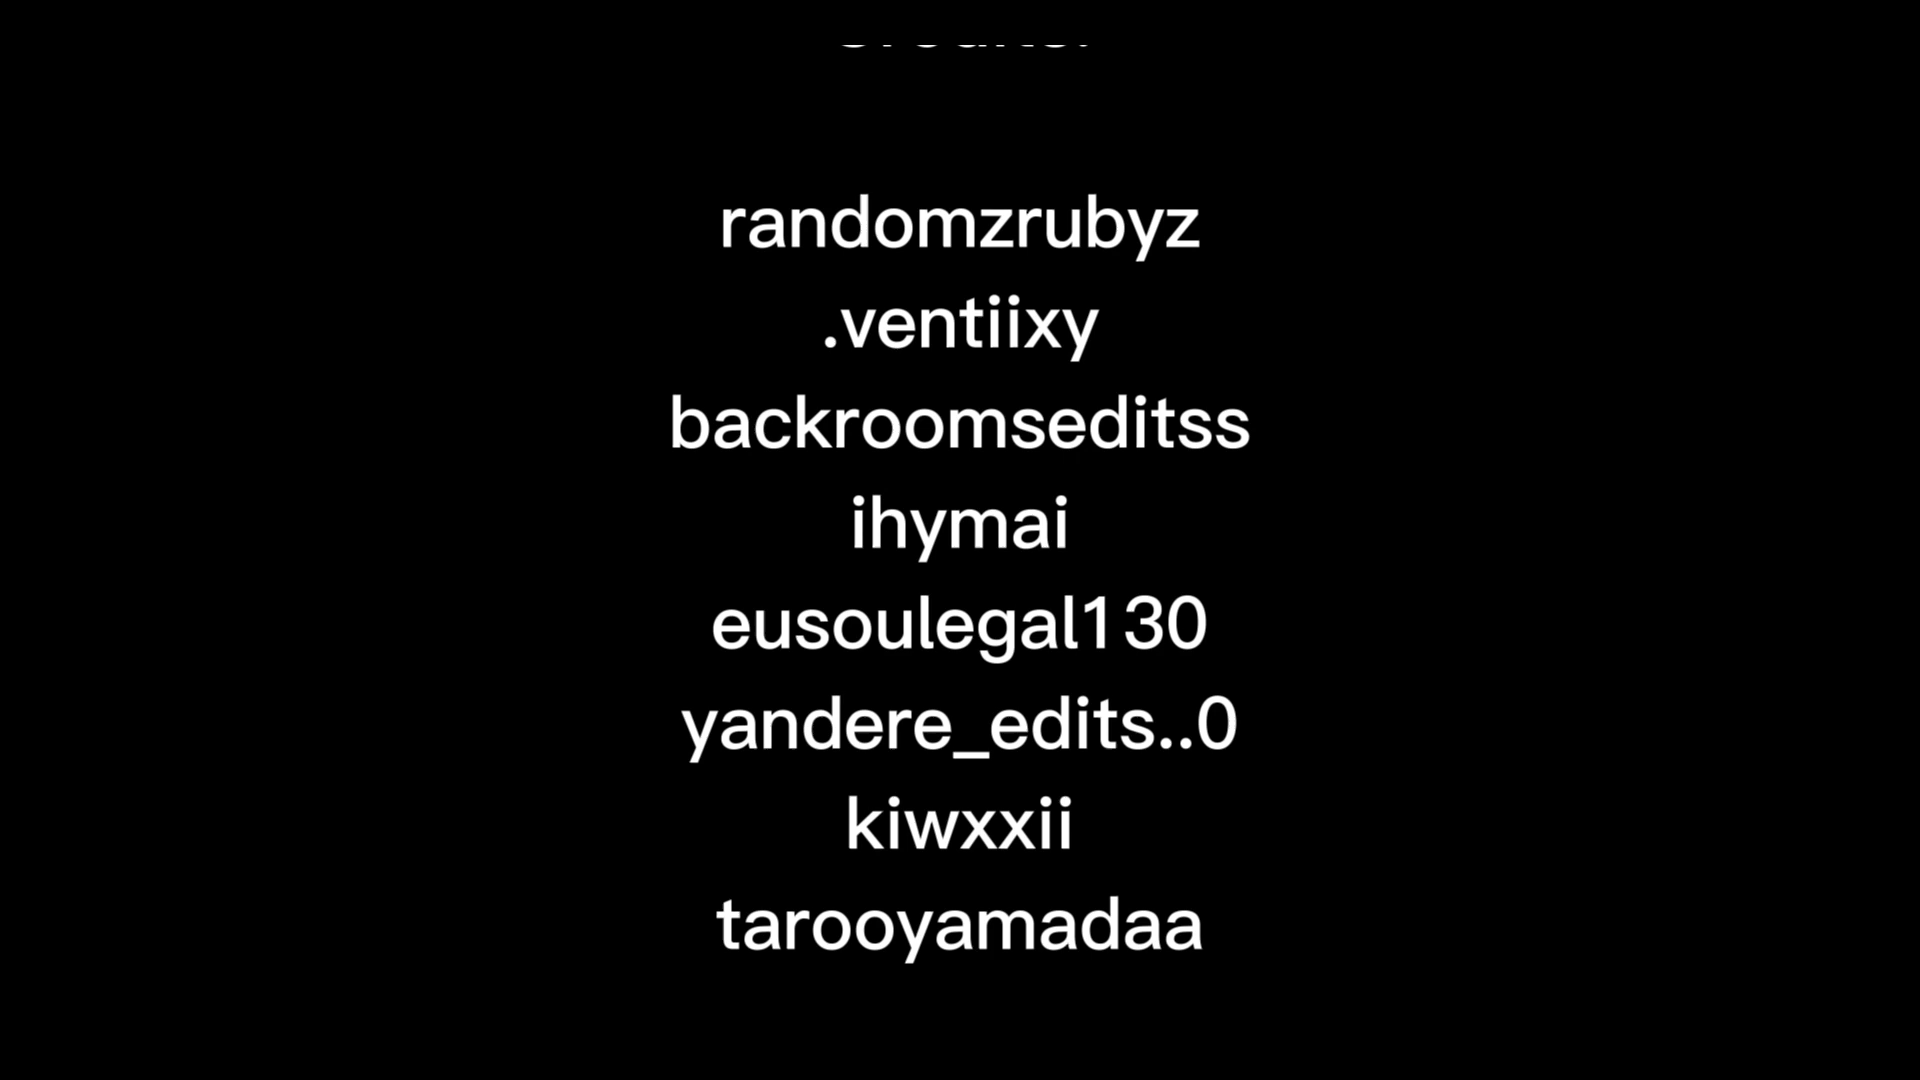 randomzrubyz
.ventiixy
backroomseditss
ihymai
eusoulegal130
yandere_edits..0
kiwxxii
tarooyamadaa